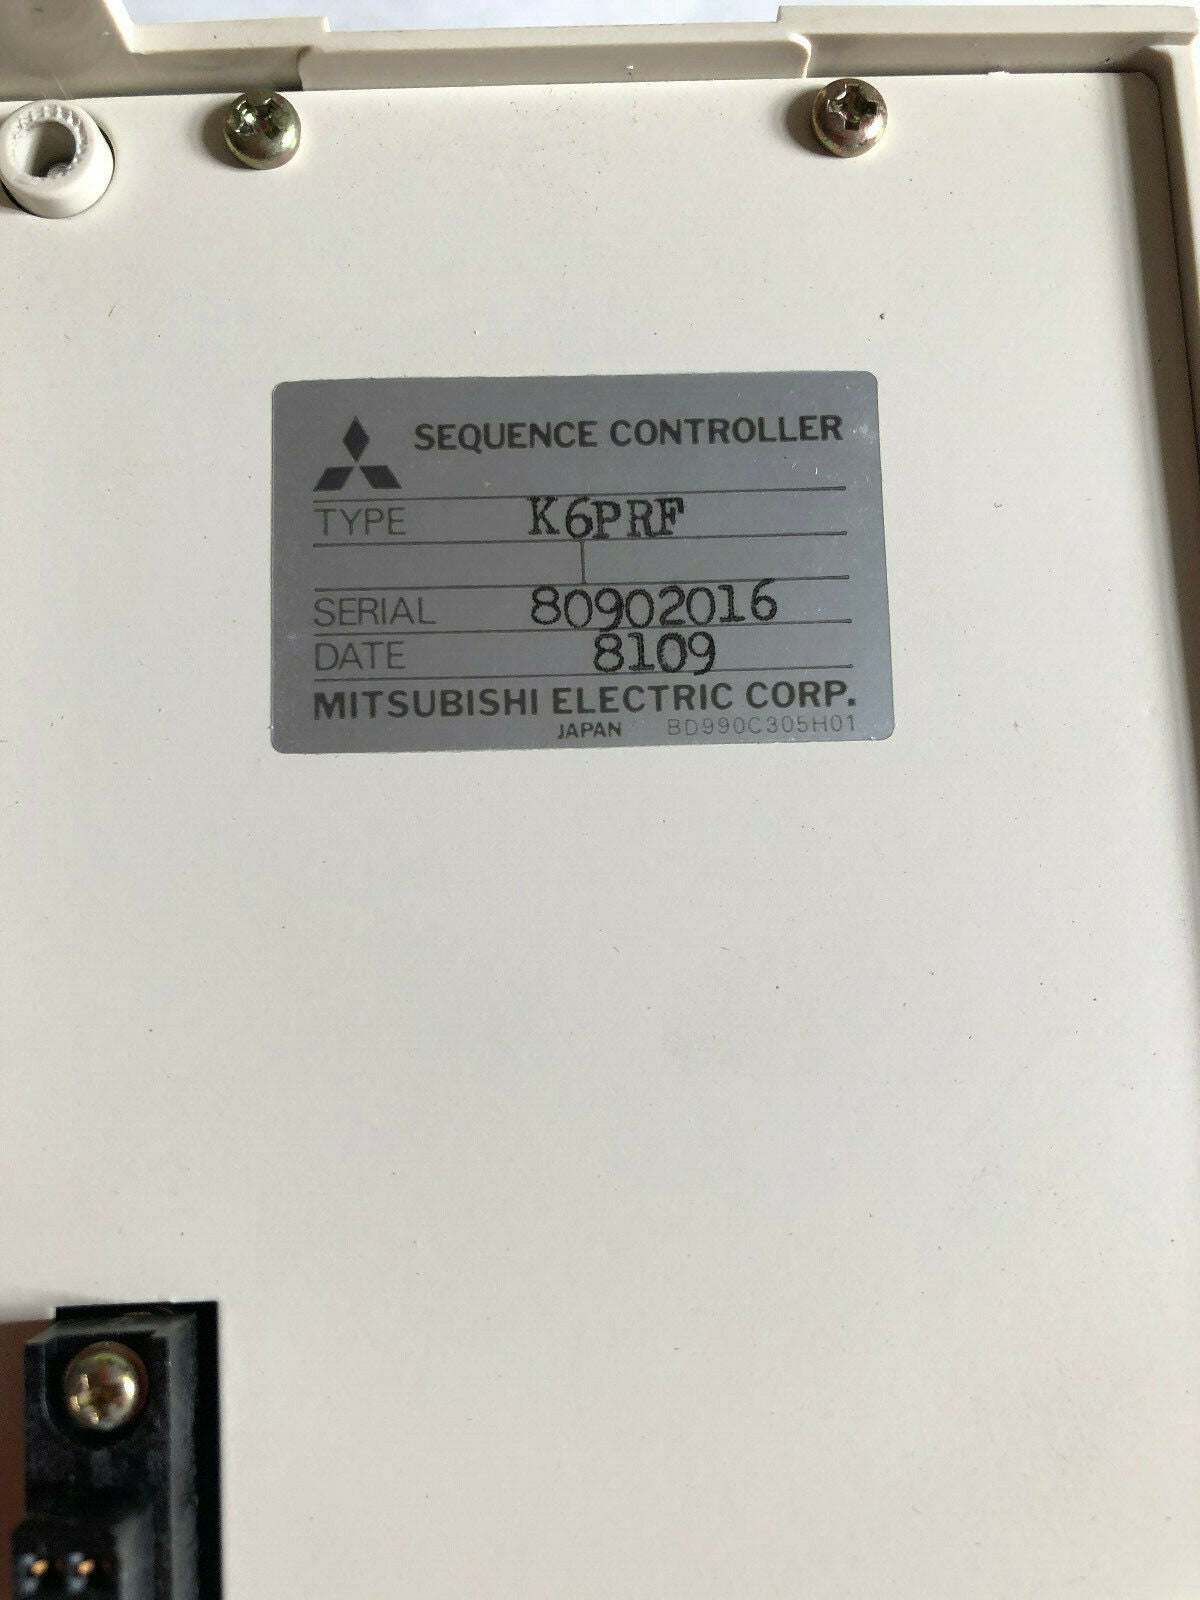 SEQUENCE CONTROLLER
TYPE K6PRF
SERIAL 80902016
DATE 8109
MITSUBISHI ELECTRIC CORP.
JAPAN BD990C305H01